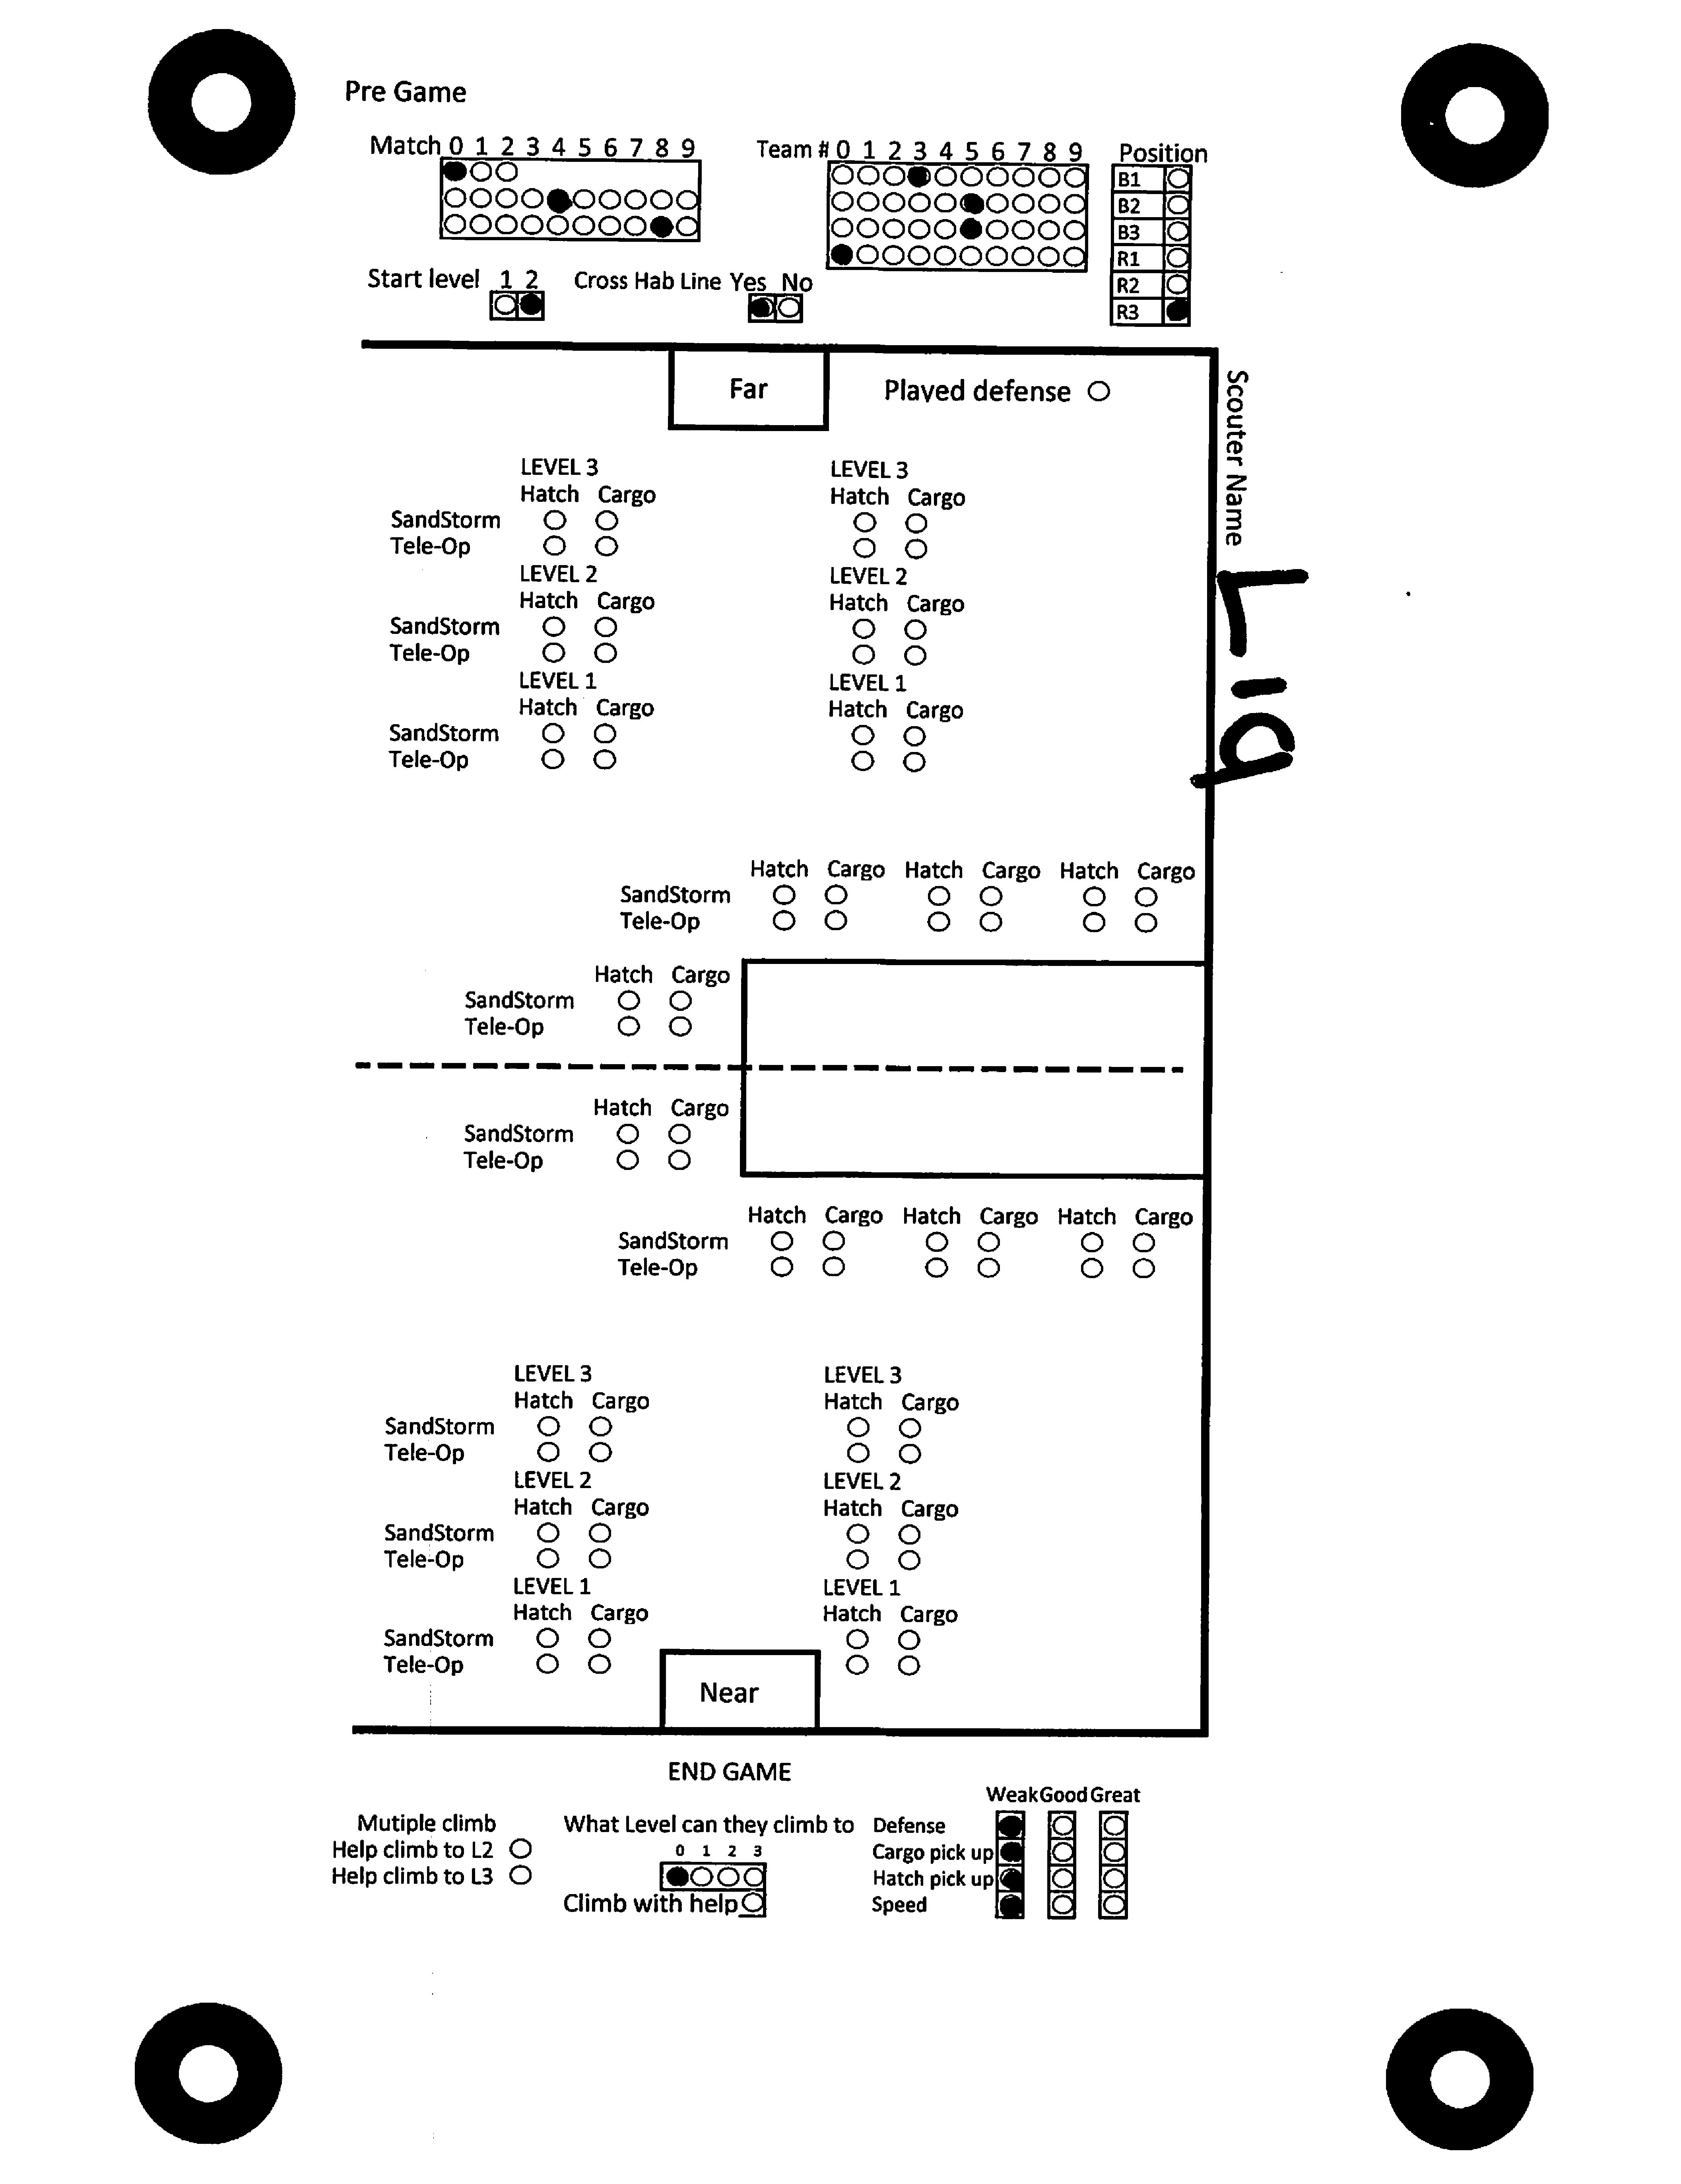 Pre Game
Match 0 1 2 3 4 5 6 7 8 9
Team # 0 1 2 3 4 5 6 7 8 9
Position
B1
B2
B3
R1
R2
R3
Start level 1 2
Cross Hab Line Yes No
Far
Played defense
Scouter Name
LEVEL 3 LEVEL 3
Hatch Cargo Hatch Cargo
SandStorm
Tele-Op
LEVEL 2 LEVEL 2
Hatch Cargo Hatch Cargo
SandStorm
Tele-Op
LEVEL 1 LEVEL 1
Hatch Cargo Hatch Cargo
SandStorm
Tele-Op
Hatch Cargo Hatch Cargo Hatch Cargo
SandStorm
Tele-Op
Hatch Cargo
SandStorm
Tele-Op
Hatch Cargo
SandStorm
Tele-Op
Hatch Cargo Hatch Cargo Hatch Cargo
SandStorm
Tele-Op
LEVEL 3 LEVEL 3
Hatch Cargo Hatch Cargo
SandStorm
Tele-Op
LEVEL 2 LEVEL 2
Hatch Cargo Hatch Cargo
SandStorm
Tele-Op
LEVEL 1 LEVEL 1
Hatch Cargo Hatch Cargo
SandStorm
Tele-Op
Near
END GAME
Mutiple climb
Help climb to L2
Help climb to L3
What Level can they climb to
0 1 2 3
Climb with help
Weak Good Great
Defense
Cargo pick up
Hatch pick up
Speed